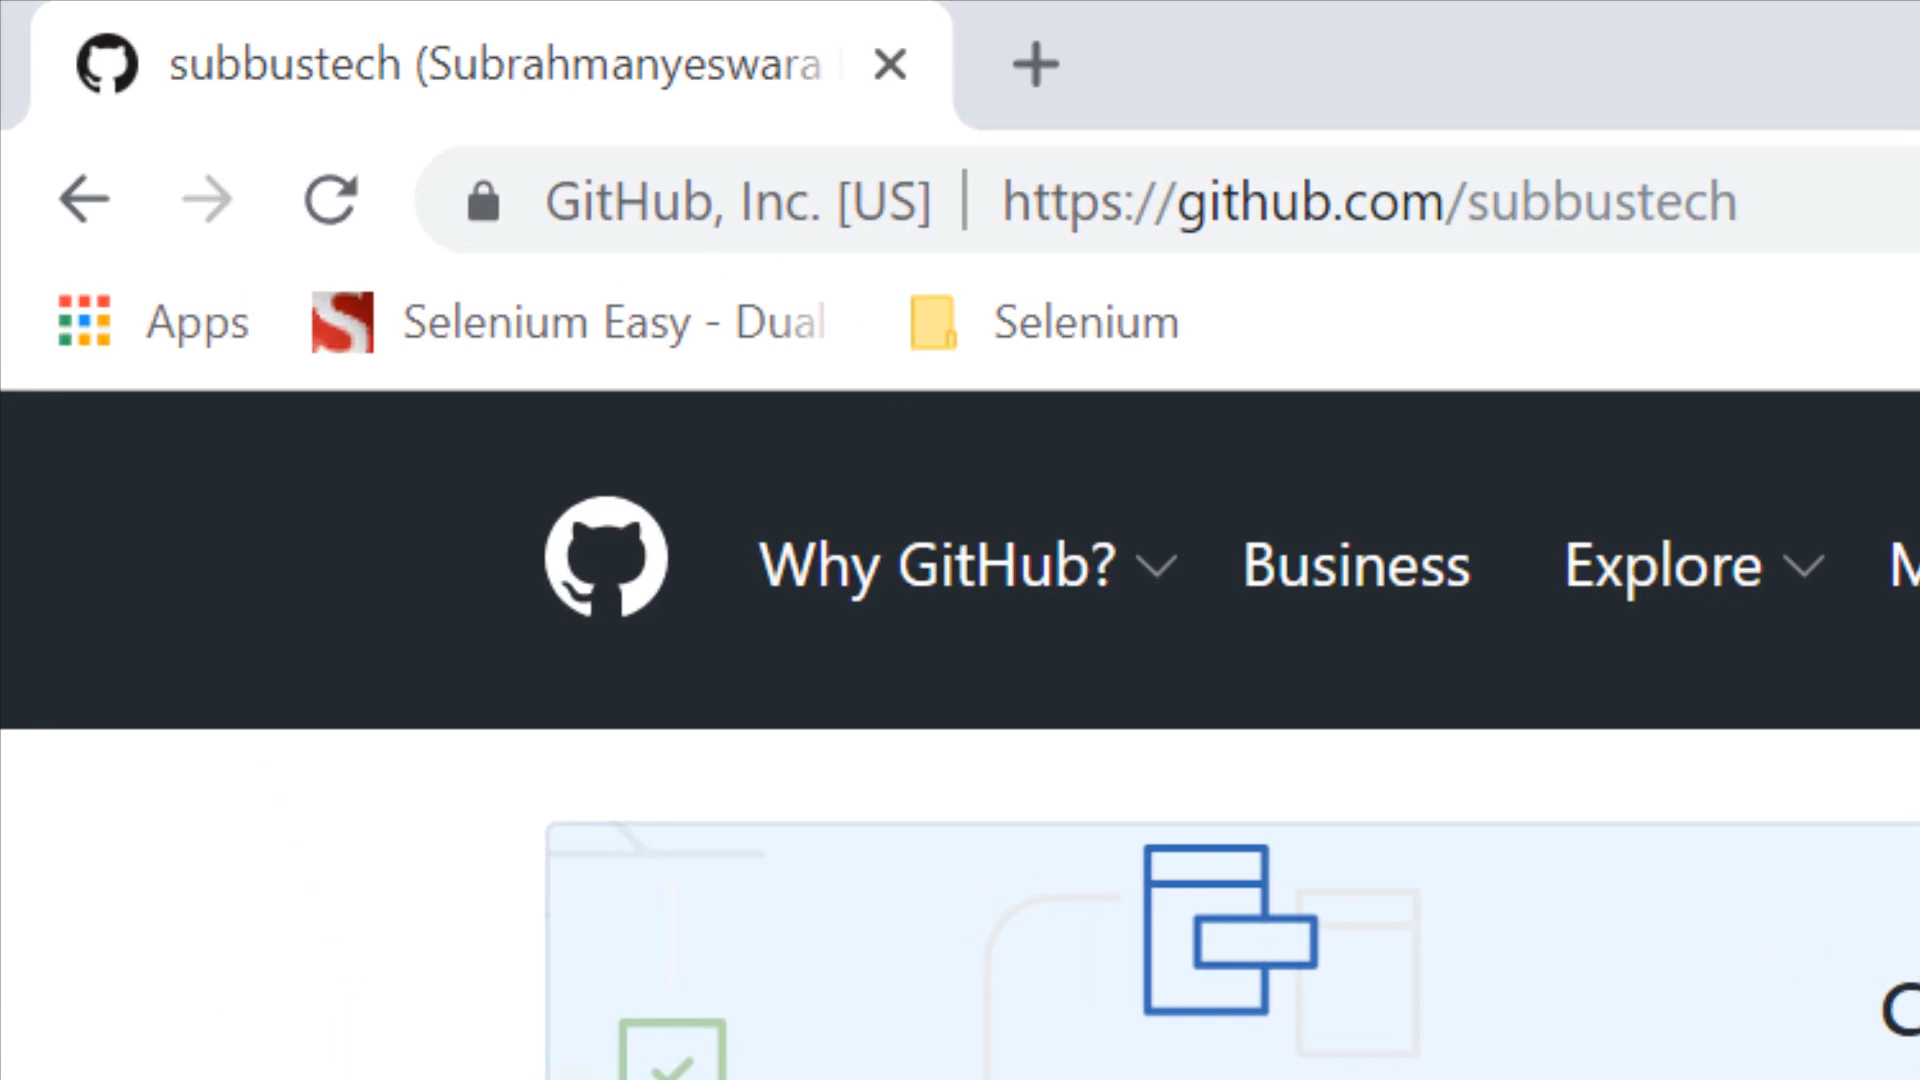 subbustech (Subrahmanyeswara
GitHub, Inc. [US] | https://github.com/subbustech
Apps Selenium Easy - Dual Selenium
Why GitHub? Business Explore M